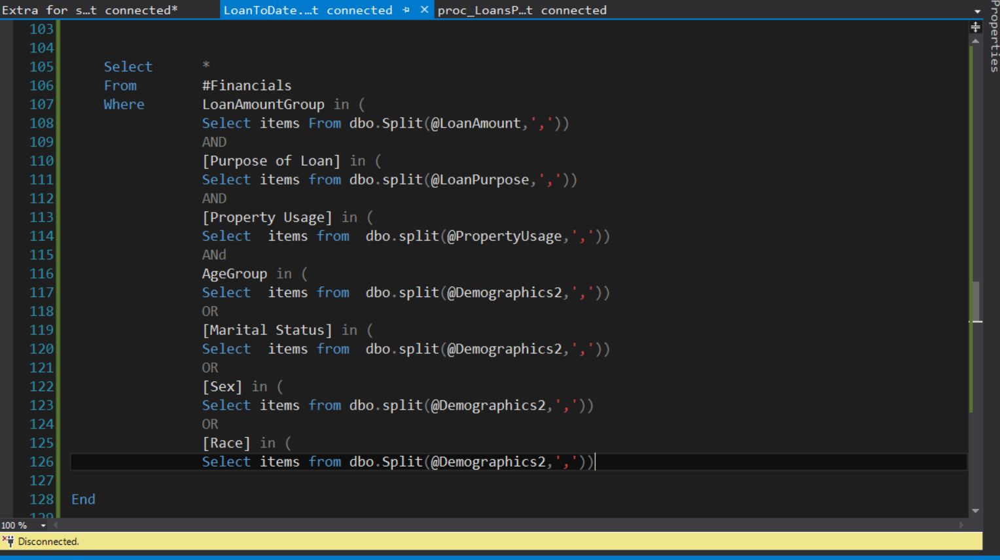 Extra for s…t connected*
LoanToDate.…t connected
proc_LoansP…t connected
Properties
103
104
105 Select *
106 From #Financials
107 Where LoanAmountGroup in (
108 Select items From dbo.Split(@LoanAmount,','))
109 AND
110 [Purpose of Loan] in (
111 Select items from dbo.split(@LoanPurpose,','))
112 AND
113 [Property Usage] in (
114 Select  items from  dbo.split(@PropertyUsage,','))
115 ANd
116 AgeGroup in (
117 Select  items from  dbo.split(@Demographics2,','))
118 OR
119 [Marital Status] in (
120 Select  items from  dbo.split(@Demographics2,','))
121 OR
122 [Sex] in (
123 Select items from dbo.split(@Demographics2,','))
124 OR
125 [Race] in (
126 Select items from dbo.Split(@Demographics2,','))
127
128 End
129
100 %
Disconnected.